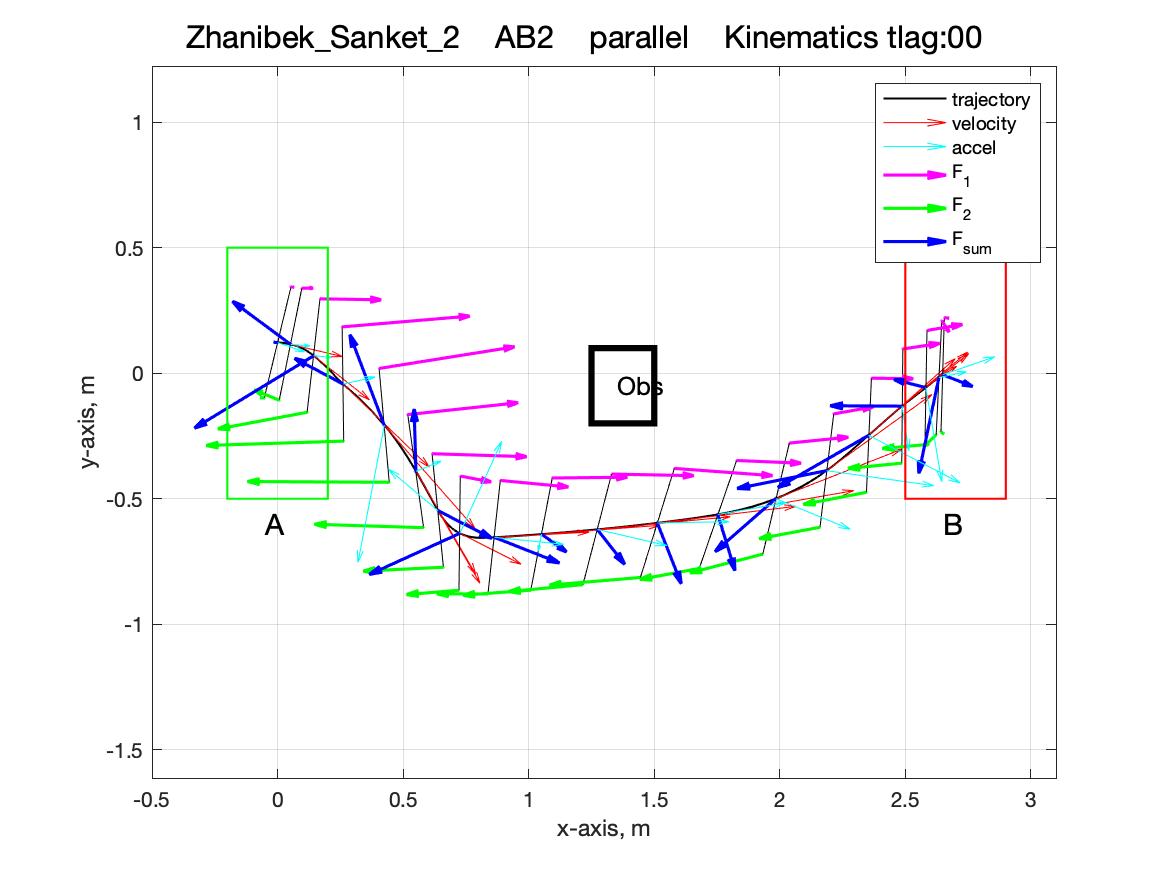 Zhanibek_Sanket_2 AB2 parallel Kinematics tlag:00
trajectory
velocity
accel
F1
F2
Fsum
1
0.5
0
-0.5
-1
-1.5
y-axis, m
Obs
A
B
-0.5 0 0.5 1 1.5 2 2.5 3
x-axis, m